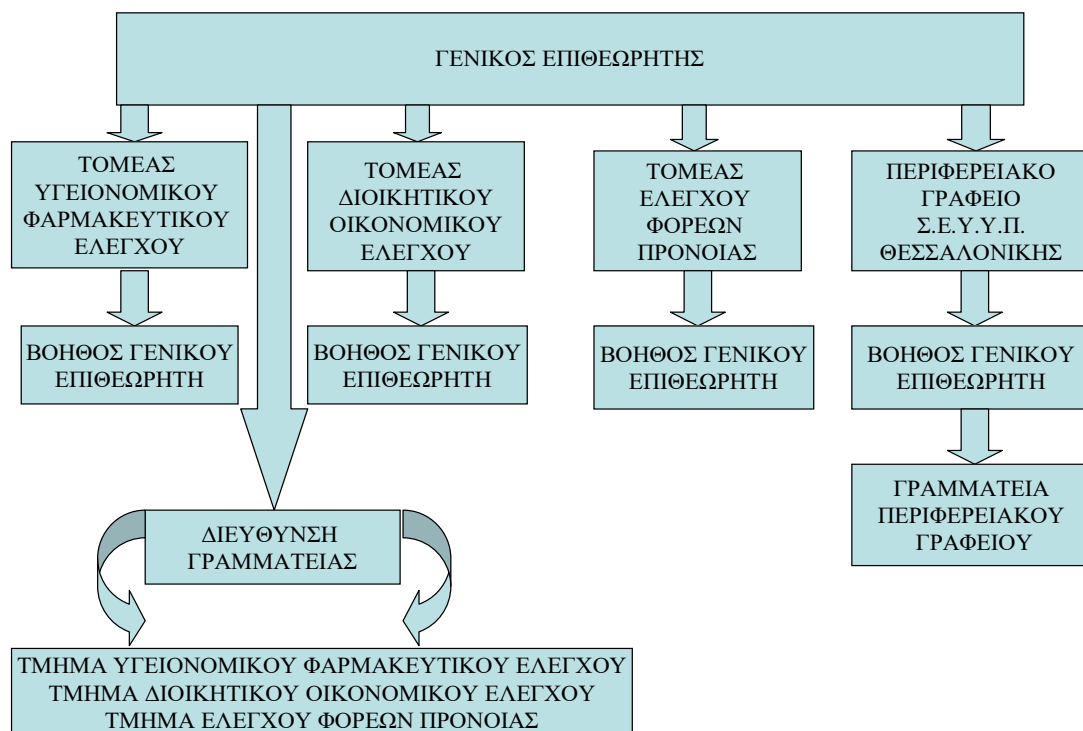 ΓΕΝΙΚΟΣ ΕΠΙΘΕΩΡΗΤΗΣ
ΤΟΜΕΑΣ
ΥΓΕΙΟΝΟΜΙΚΟΥ
ΦΑΡΜΑΚΕΥΤΙΚΟΥ
ΕΛΕΓΧΟΥ
ΤΟΜΕΑΣ
ΔΙΟΙΚΗΤΙΚΟΥ
ΟΙΚΟΝΟΜΙΚΟΥ
ΕΛΕΓΧΟΥ
ΤΟΜΕΑΣ
ΕΛΕΓΧΟΥ
ΦΟΡΕΩΝ
ΠΡΟΝΟΙΑΣ
ΠΕΡΙΦΕΡΕΙΑΚΟ
ΓΡΑΦΕΙΟ
Σ.Ε.Υ.Υ.Π.
ΘΕΣΣΑΛΟΝΙΚΗΣ
ΒΟΗΘΟΣ ΓΕΝΙΚΟΥ
ΕΠΙΘΕΩΡΗΤΗ
ΒΟΗΘΟΣ ΓΕΝΙΚΟΥ
ΕΠΙΘΕΩΡΗΤΗ
ΒΟΗΘΟΣ ΓΕΝΙΚΟΥ
ΕΠΙΘΕΩΡΗΤΗ
ΒΟΗΘΟΣ ΓΕΝΙΚΟΥ
ΕΠΙΘΕΩΡΗΤΗ
ΓΡΑΜΜΑΤΕΙΑ
ΠΕΡΙΦΕΡΕΙΑΚΟΥ
ΓΡΑΦΕΙΟΥ
ΔΙΕΥΘΥΝΣΗ
ΓΡΑΜΜΑΤΕΙΑΣ
ΤΜΗΜΑ ΥΓΕΙΟΝΟΜΙΚΟΥ ΦΑΡΜΑΚΕΥΤΙΚΟΥ ΕΛΕΓΧΟΥ
ΤΜΗΜΑ ΔΙΟΙΚΗΤΙΚΟΥ ΟΙΚΟΝΟΜΙΚΟΥ ΕΛΕΓΧΟΥ
ΤΜΗΜΑ ΕΛΕΓΧΟΥ ΦΟΡΕΩΝ ΠΡΟΝΟΙΑΣ